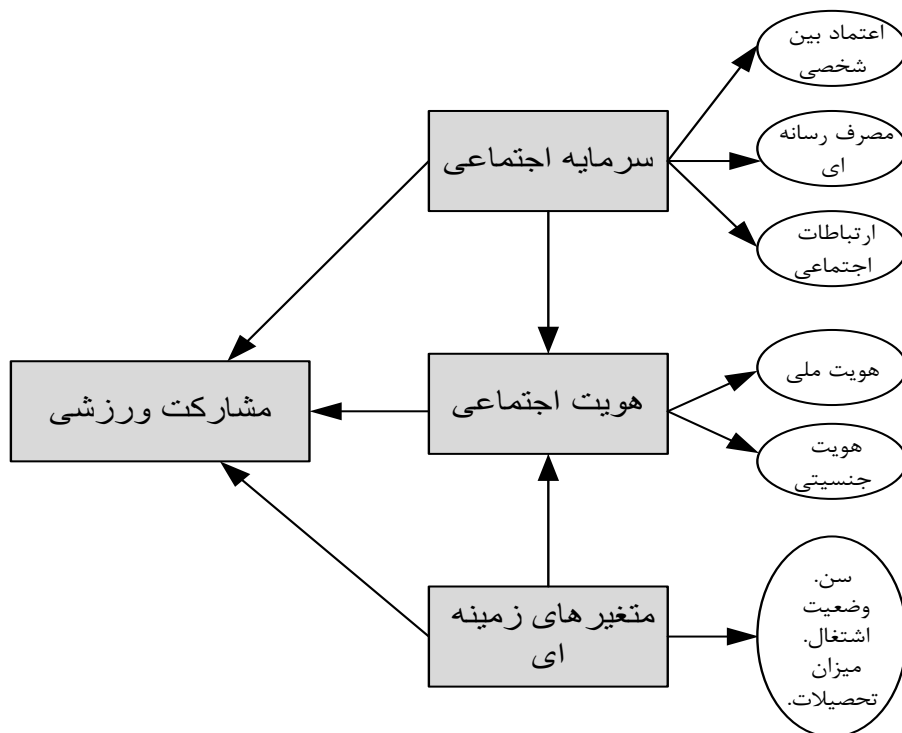 اعتماد بین
شخصی
سرمایه اجتماعی
مصرف رسانه
ای
ارتباطات
اجتماعی
مشارکت ورزشی
هویت اجتماعی
هویت ملی
هویت
جنسیتی
متغیرهای زمینه
ای
سن.
وضعیت
اشتغال.
میزان
تحصیلات.